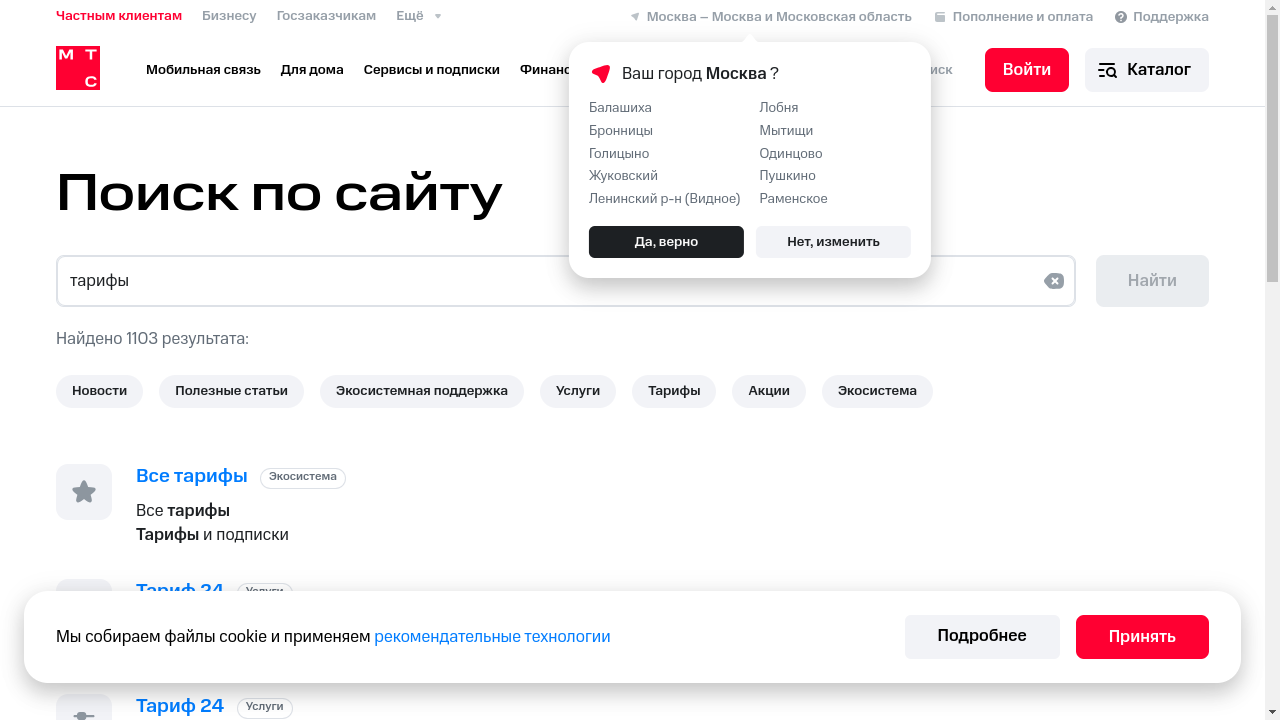 Частным клиентам Бизнесу Госзаказчикам Ещё Москва – Москва и Московская область Пополнение и оплата Поддержка
МТС Мобильная связь Для дома Сервисы и подписки Войти Каталог
Ваш город Москва ?
Балашиха Лобня
Бронницы Мытищи
Голицыно Одинцово
Жуковский Пушкино
Ленинский р-н (Видное) Раменское
Да, верно Нет, изменить
Поиск по сайту
тарифы Найти
Найдено 1103 результата:
Новости Полезные статьи Экосистемная поддержка Услуги Тарифы Акции Экосистема
Все тарифы Экосистема
Все тарифы
Тарифы и подписки
Тариф 24 Услуги
Мы собираем файлы cookie и применяем рекомендательные технологии Подробнее Принять
Тариф 24 Услуги